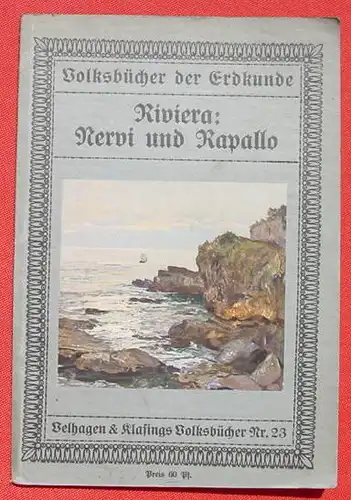 Volksbücher der Erdkunde
Riviera:
Nervi und Rapallo
Velhagen & Klasings Volksbücher Nr. 23
Preis 60 Pf.